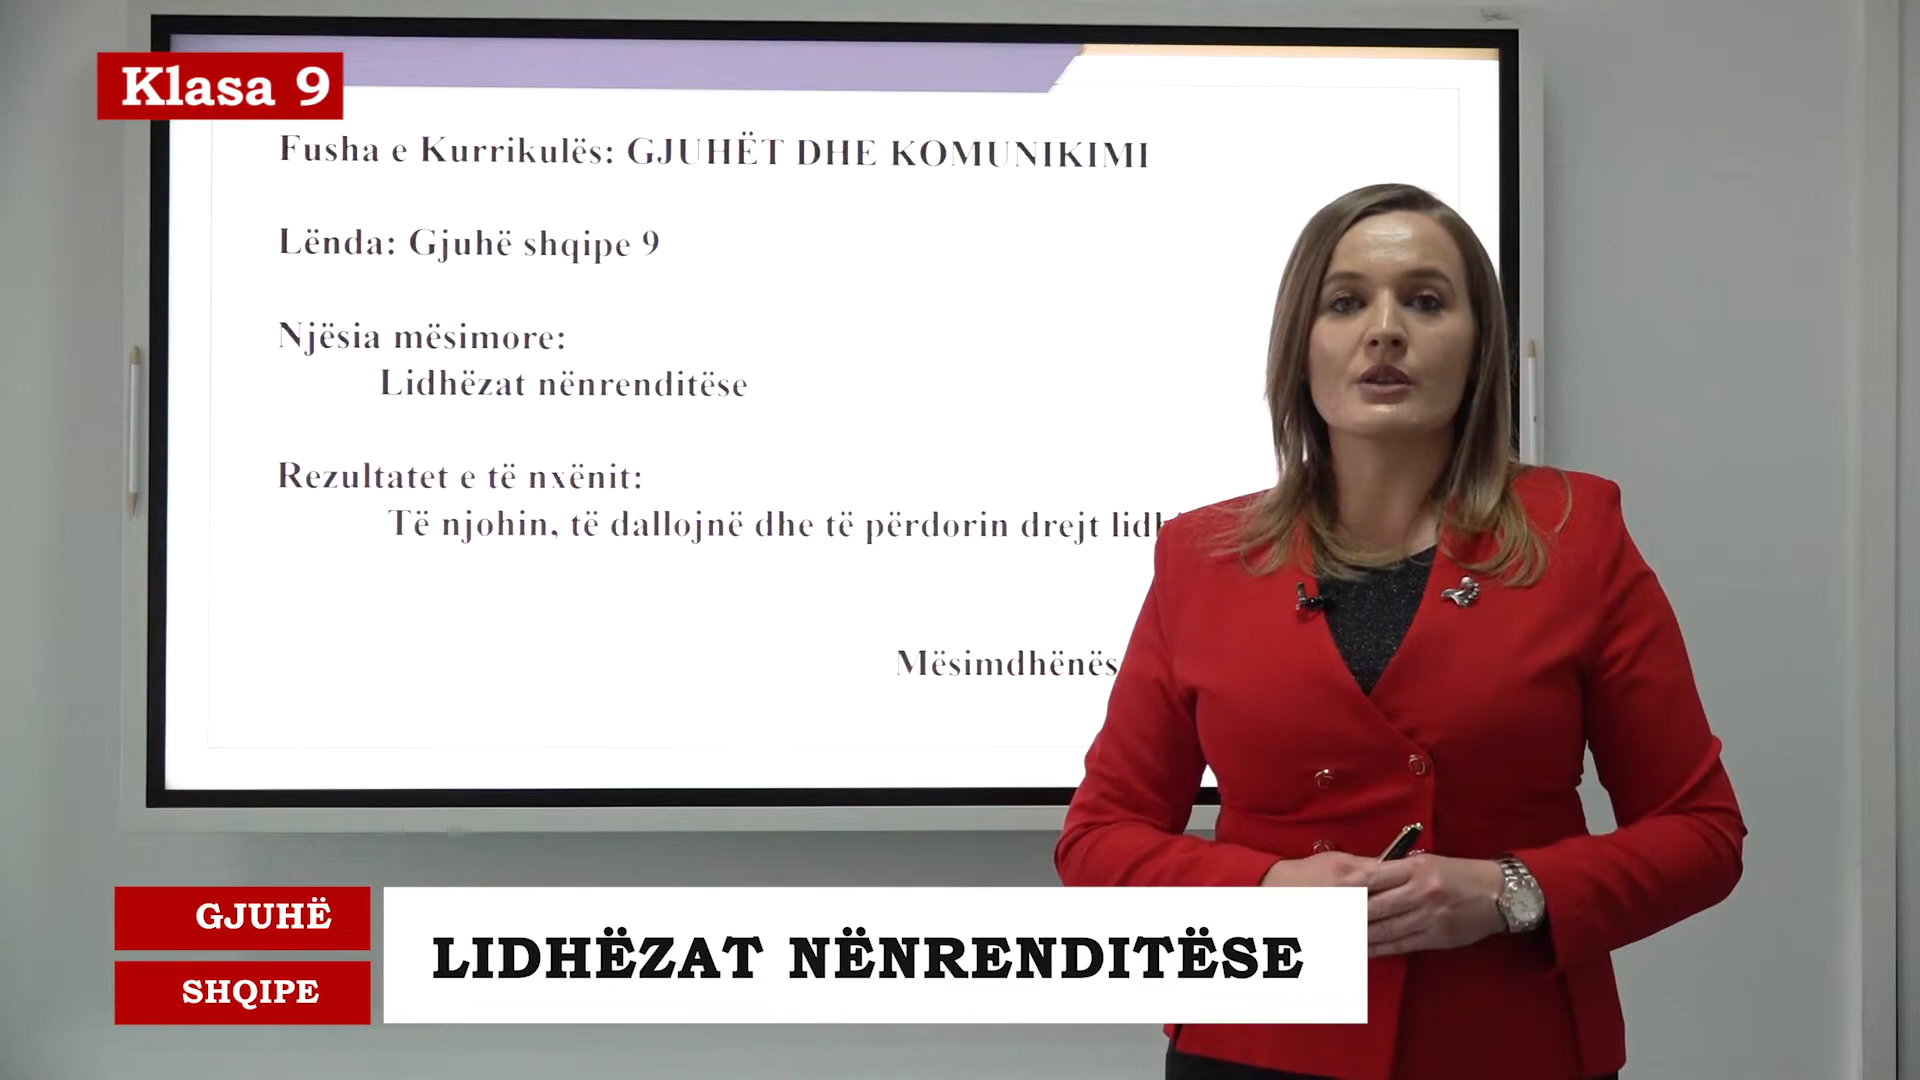 Klasa 9
Fusha e Kurrikulës: GJUHËT DHE KOMUNIKIMI
Lënda: Gjuhë shqipe 9
Njësia mësimore:
Lidhëzat nënrenditëse
Rezultatet e të nxënit:
Të njohin, të dallojnë dhe të përdorin drejt
GJUHË
SHQIPE
LIDHËZAT NËNRENDITËSE